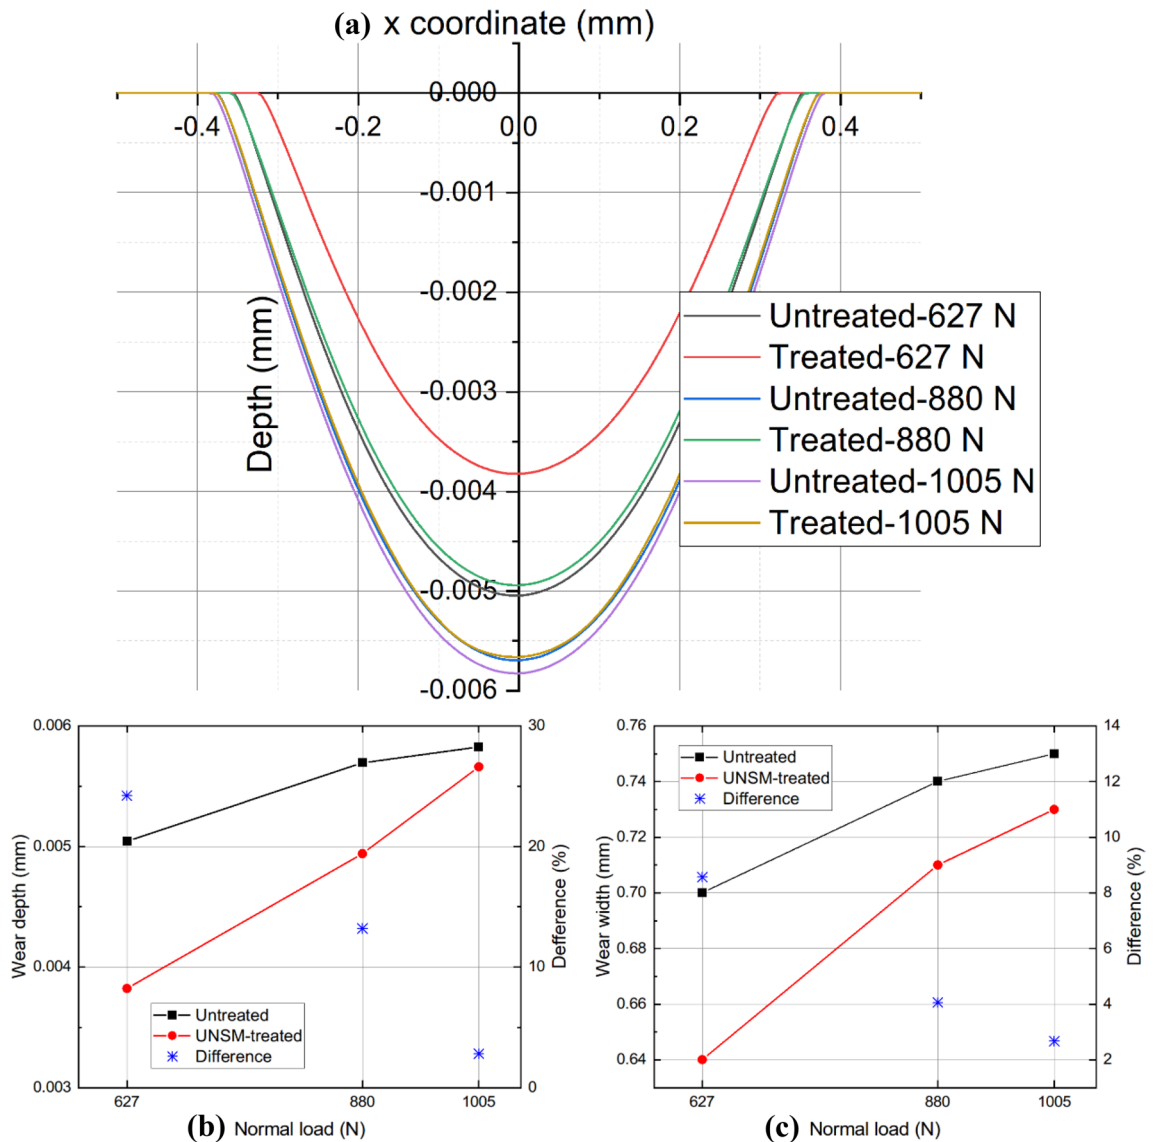 (a) x coordinate (mm)
0.000
-0.4 -0.2 0.0 0.2 0.4
-0.001
-0.002
-0.003
-0.004
-0.005
-0.006
Depth (mm)
Untreated-627 N
Treated-627 N
Untreated-880 N
Treated-880 N
Untreated-1005 N
Treated-1005 N
0.006
0.005
0.004
0.003
Wear depth (mm)
30
20
10
0
Defference (%)
Untreated
UNSM-treated
Difference
627 880 1005
(b) Normal load (N)
0.76
0.74
0.72
0.70
0.68
0.66
0.64
Wear width (mm)
14
12
10
8
6
4
2
Difference (%)
Untreated
UNSM-treated
Difference
627 880 1005
(c) Normal load (N)